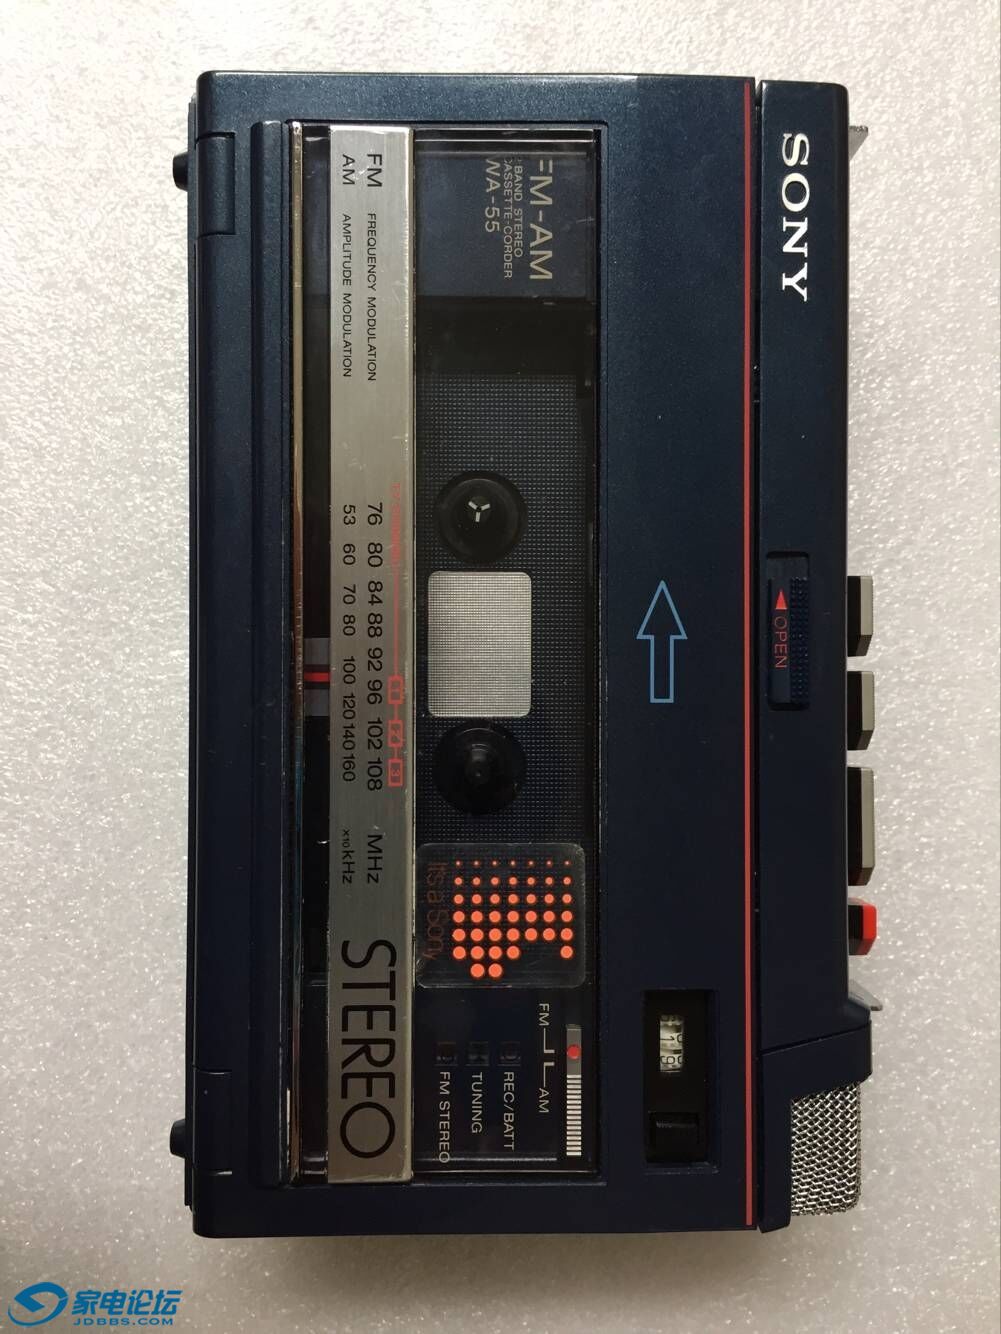 SONY
OPEN
FM-AM
2 BAND STEREO
CASSETTE-CORDER
WA-55
FM FREQUENCY MODULATION
AM AMPLITUDE MODULATION
76 80 84 88 92 96 102 108 MHz
53 60 70 80 100 120 140 160 x10 kHz
STEREO
It's a Sony
FM AM
REC/BATT
TUNING
FM STEREO
家电论坛
JDBBS.COM